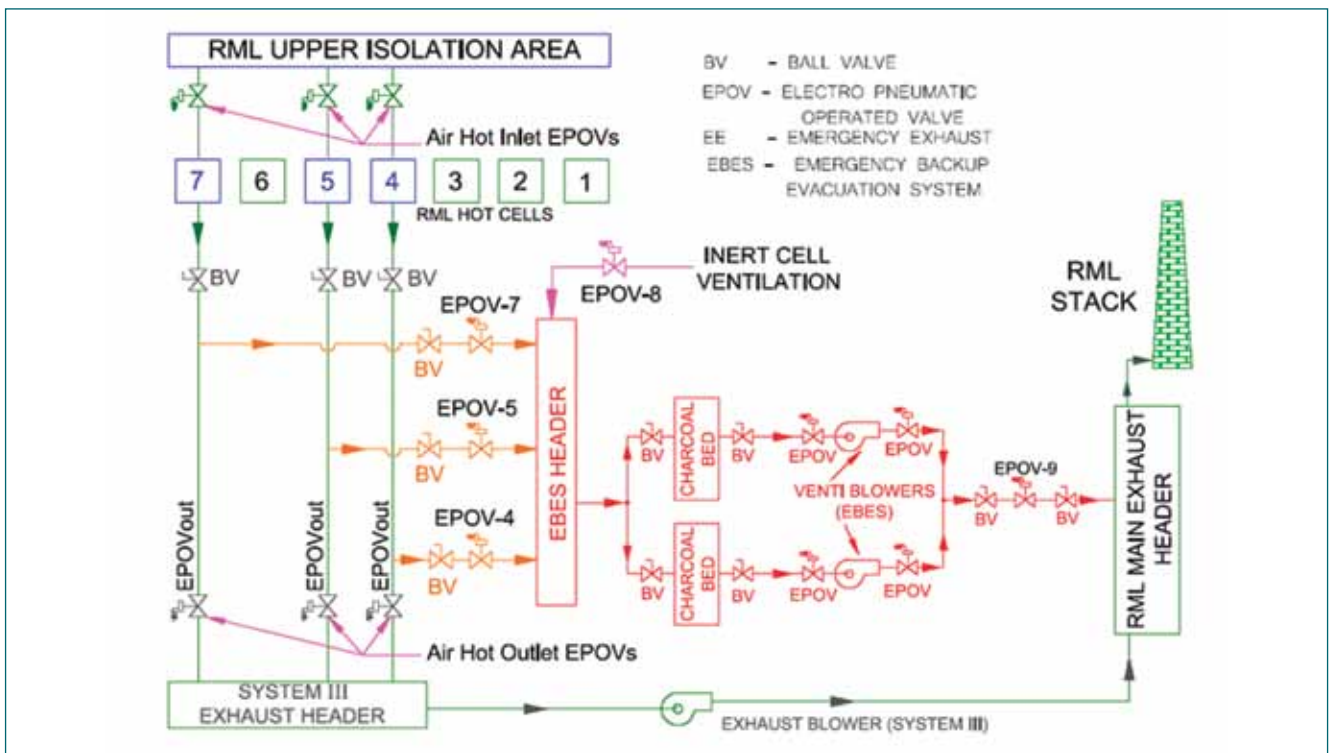 RML UPPER ISOLATION AREA
BV - BALL VALVE
EPOV - ELECTRO PNEUMATIC
OPERATED VALVE
EE - EMERGENCY EXHAUST
EBES - EMERGENCY BACKUP
EVACUATION SYSTEM
Air Hot Inlet EPOVs
7 6 5 4 3 2 1
RML HOT CELLS
BV BV BV
INERT CELL
VENTILATION
EPOV-8
RML
STACK
EPOV-7
BV
EPOV-5
BV
EPOV-4
BV
EBES HEADER
BV
CHARCOAL
BED
BV
EPOV
EPOV
VENTI BLOWERS
(EBES)
BV
CHARCOAL
BED
BV
EPOV
EPOV
EPOV-9
BV
BV
RML MAIN EXHAUST
HEADER
EPOVout
EPOVout
EPOVout
Air Hot Outlet EPOVs
SYSTEM III
EXHAUST HEADER
EXHAUST BLOWER (SYSTEM III)